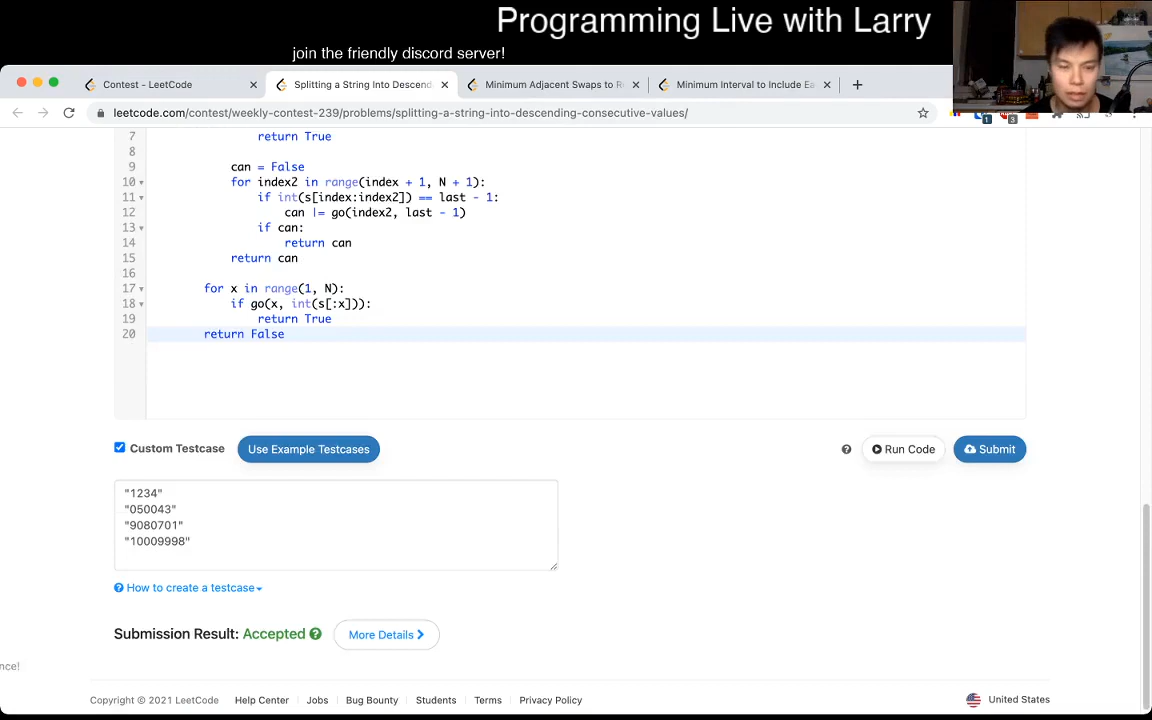 Programming Live with Larry
join the friendly discord server!
Contest - LeetCode
Splitting a String Into Descend
Minimum Adjacent Swaps to R
Minimum Interval to Include Ea
leetcode.com/contest/weekly-contest-239/problems/splitting-a-string-into-descending-consecutive-values/
1
3
7 return True
8
9 can = False
10 for index2 in range(index + 1, N + 1):
11 if int(s[index:index2]) == last - 1:
12 can |= go(index2, last - 1)
13 if can:
14 return can
15 return can
16
17 for x in range(1, N):
18 if go(x, int(s[:x])):
19 return True
20 return False
Custom Testcase
Use Example Testcases
Run Code
Submit
"1234"
"050043"
"9080701"
"10009998"
How to create a testcase
Submission Result: Accepted
More Details
nce!
Copyright © 2021 LeetCode
Help Center
Jobs
Bug Bounty
Students
Terms
Privacy Policy
United States